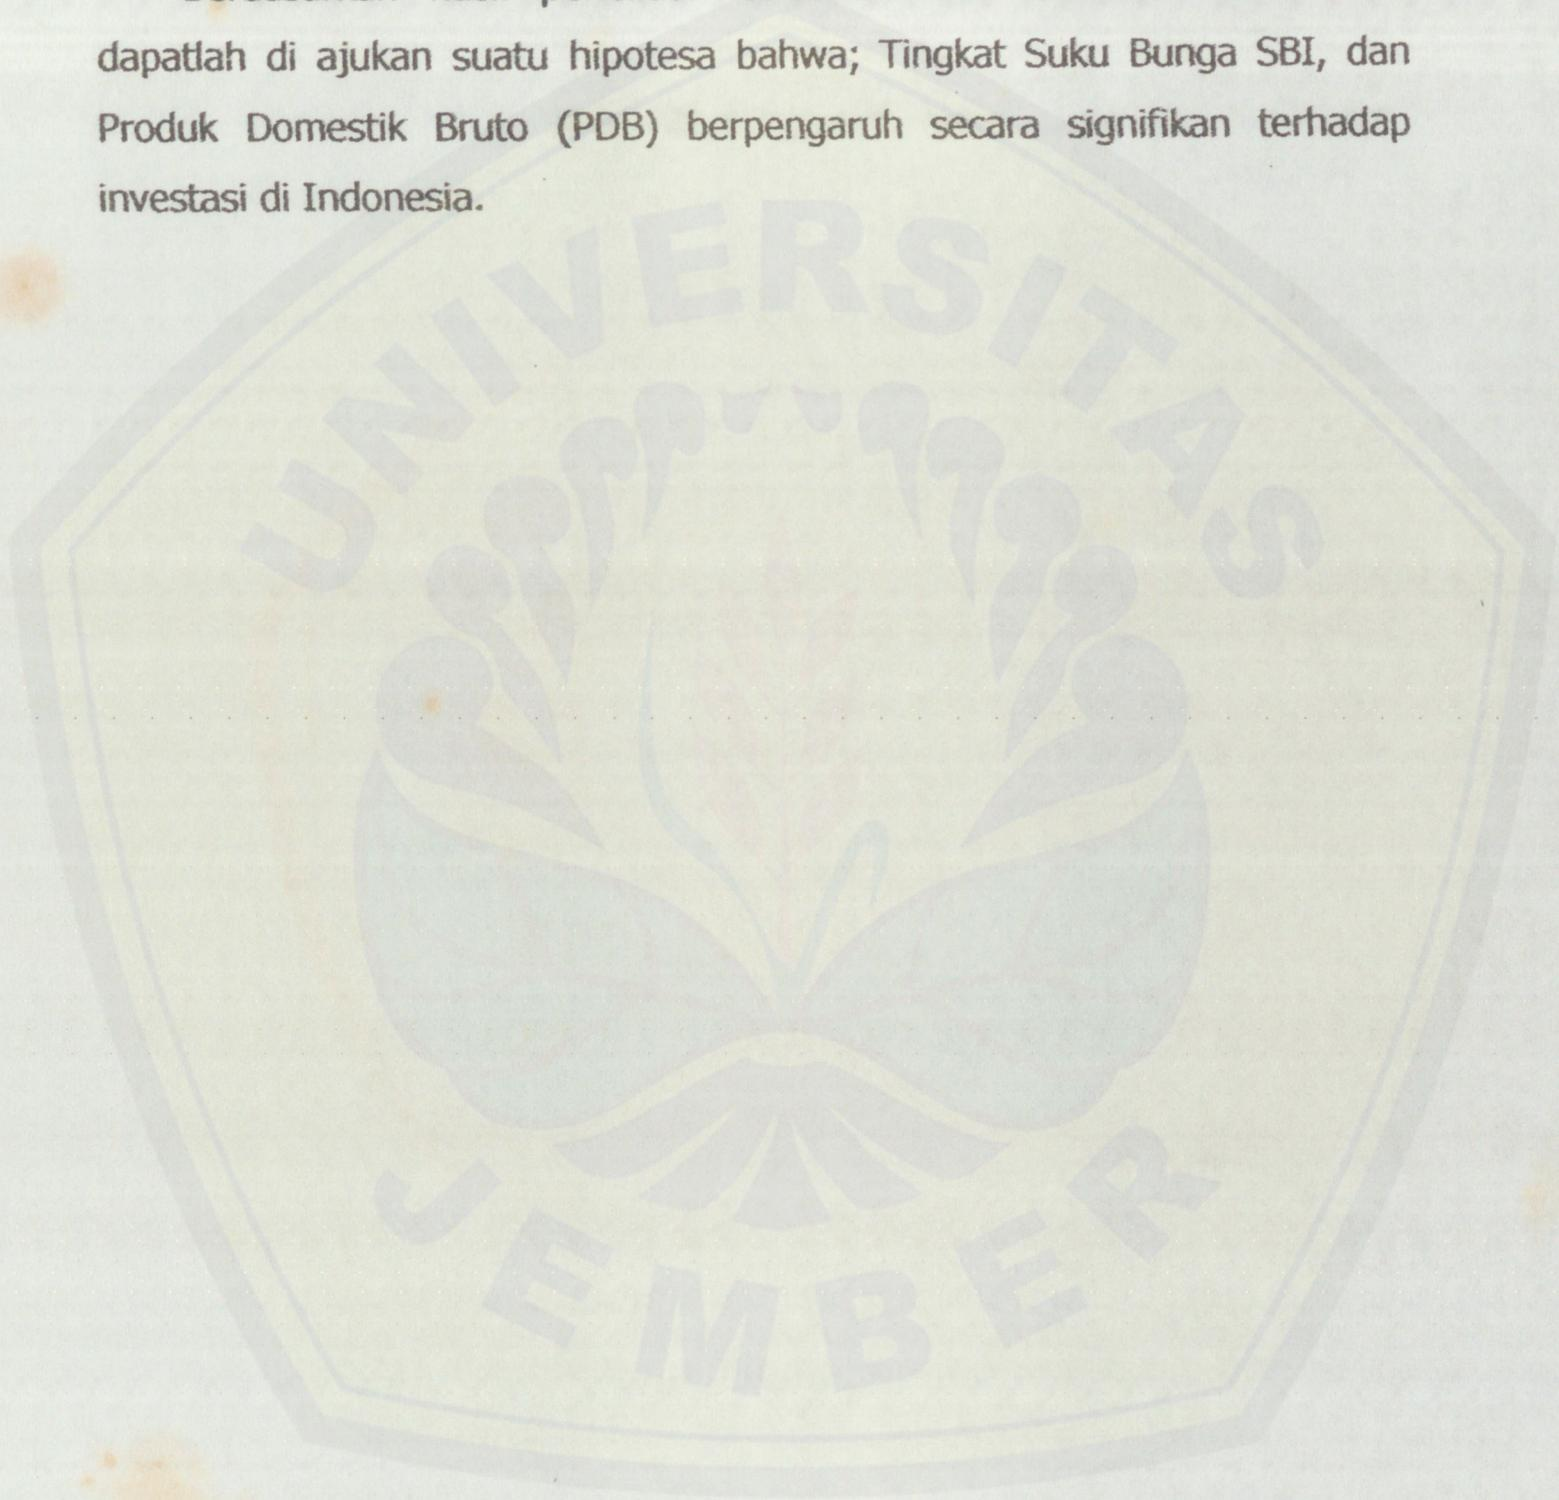 dapatlah di ajukan suatu hipotesa bahwa; Tingkat Suku Bunga SBI, dan
Produk Domestik Bruto (PDB) berpengaruh secara signifikan terhadap
investasi di Indonesia.
UNIVERSITAS
JEMBER